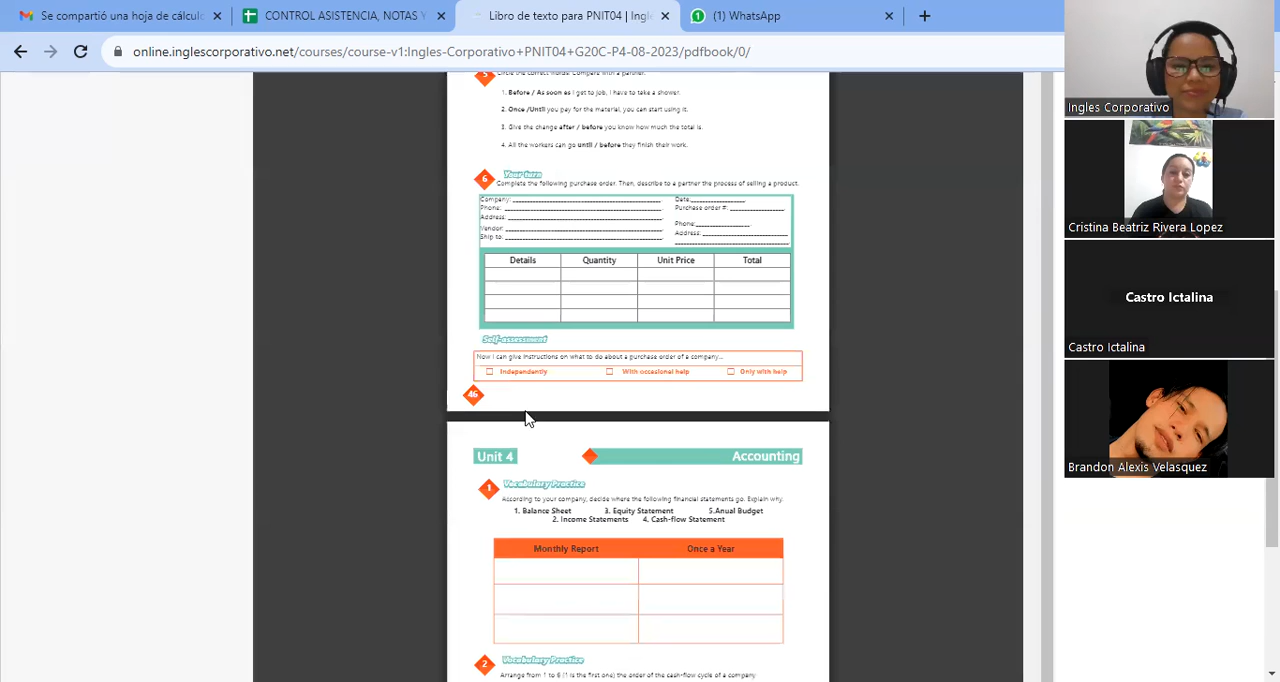 Se compartió una hoja de cálcul
CONTROL ASISTENCIA, NOTAS Y
Libro de texto para PNIT04 | Ingl
(1) WhatsApp
online.inglescorporativo.net/courses/course-v1:Ingles-Corporativo+PNIT04+G20C-P4-08-2023/pdfbook/0/
5
Circle the correct words. Compare with a partner.
1. Before / As soon es I get to job, I have to take a shower.
2. Once /Until you pay for the material, you can start using it.
3. Give the change after / before you know how much the total is.
4. All the workers can go until / before they finish their work.
6
Your turn
Complete the following purchase order. Then, describe to a partner the process of selling a product.
Company:
Date:
Phone:
Purchase order #:
Address:
Phone:
Vendor:
Address:
Ship to:
Details Quantity Unit Price Total
Self-assessment
Now I can give instructions on what to do about a purchase order of a company...
Independently With occesional help Only with help
46
Unit 4
Accounting
1
Vocabulary Practice
According to your company, decide where the following financial statements go. Explain why.
1. Balance Sheet 3. Equity Statement 5.Anual Budget
2. Income Statements 4. Cash-flow Statement
Monthly Report Once a Year
2
Vocabulary Practice
Arrange from 1 to 6 (1 is the first one) the order of the cash-flow cycle of a company
Ingles Corporativo
Cristina Beatriz Rivera Lopez
Castro Ictalina
Castro Ictalina
Brandon Alexis Velasquez